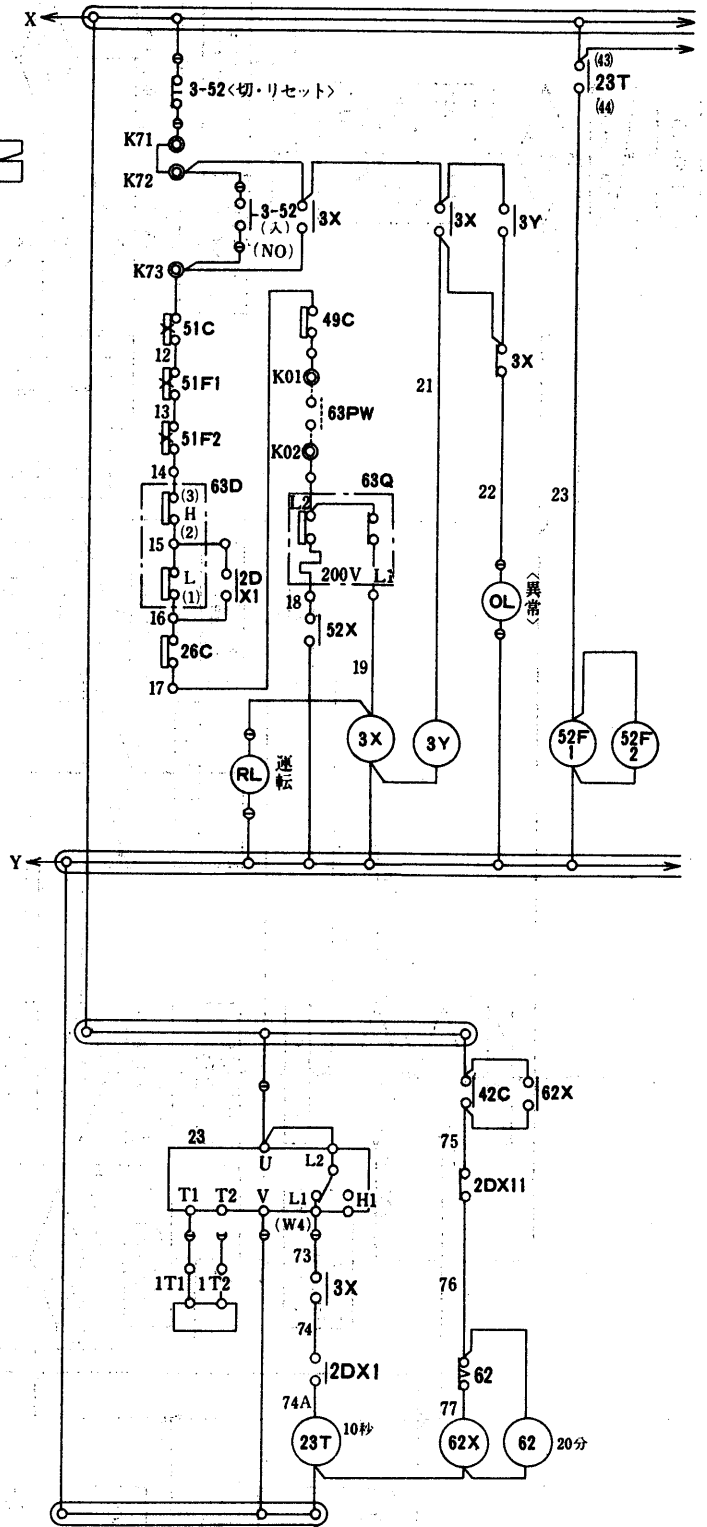 X
3-52<切・リセット>
(43)
23T
(44)
K71
K72
3-52
(入)
(NO)
3X
3X
3Y
K73
51C
12
49C
3X
51F1
K01
21
13
63PW
51F2
K02
14
63D
63Q
22
23
(3)
H
(2)
L2
15
L
(1)
2D
X1
200V
L1
OL
<異常>
16
18
26C
52X
17
19
3X
3Y
52F
1
52F
2
RL
運転
Y
42C
62X
23
U
L2
75
T1
T2
V
L1
H1
2DX11
(W4)
73
1T1
1T2
3X
76
74
2DX1
62
74A
77
23T
10秒
62X
62
20分